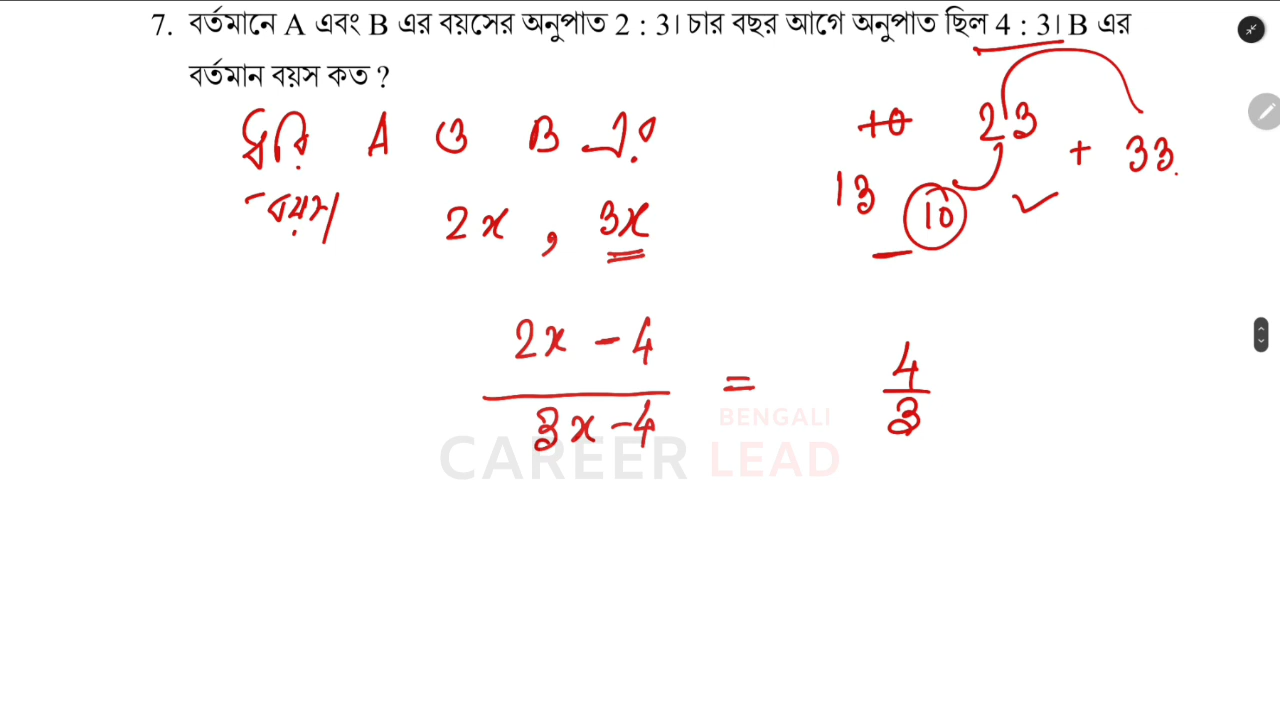 7. বর্তমানে A এবং B এর বয়সের অনুপাত 2 : 3। চার বছর আগে অনুপাত ছিল 4 : 3। B এর
বর্তমান বয়স কত ?
ধরি A ও B এর
বয়স 2x , 3x
10 23 + 33
13 10
2x - 4 = 4
3x - 4 3
BENGALI
CAREER LEAD